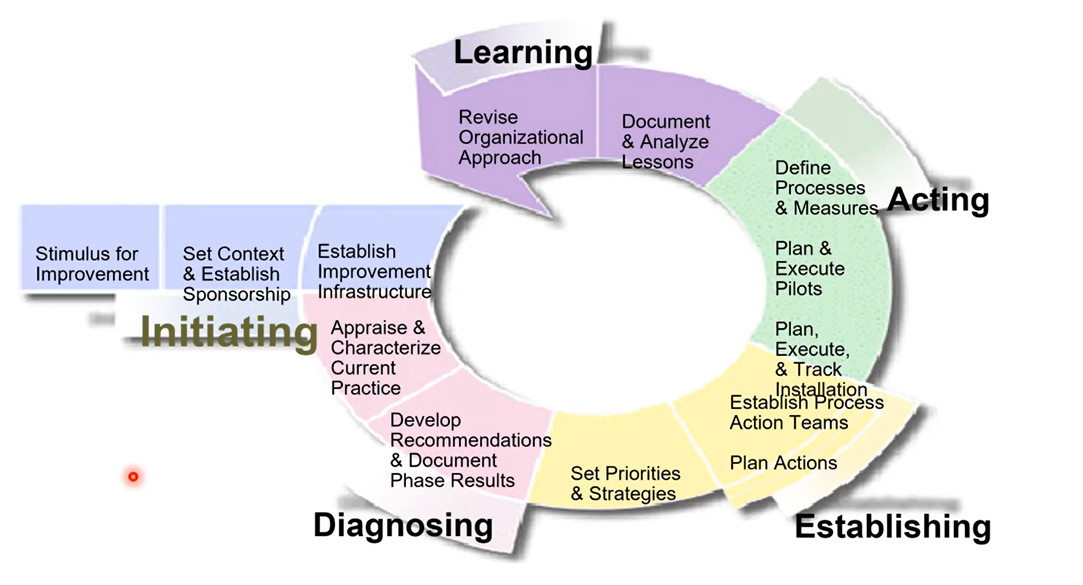 Learning
Revise
Organizational
Approach
Document
& Analyze
Lessons
Acting
Define
Processes
& Measures
Plan &
Execute
Pilots
Plan,
Execute,
& Track
Installation
Stimulus for
Improvement
Set Context
& Establish
Sponsorship
Establish
Improvement
Infrastructure
Initiating
Appraise &
Characterize
Current
Practice
Develop
Recommendations
& Document
Phase Results
Diagnosing
Set Priorities
& Strategies
Establish Process
Action Teams
Plan Actions
Establishing